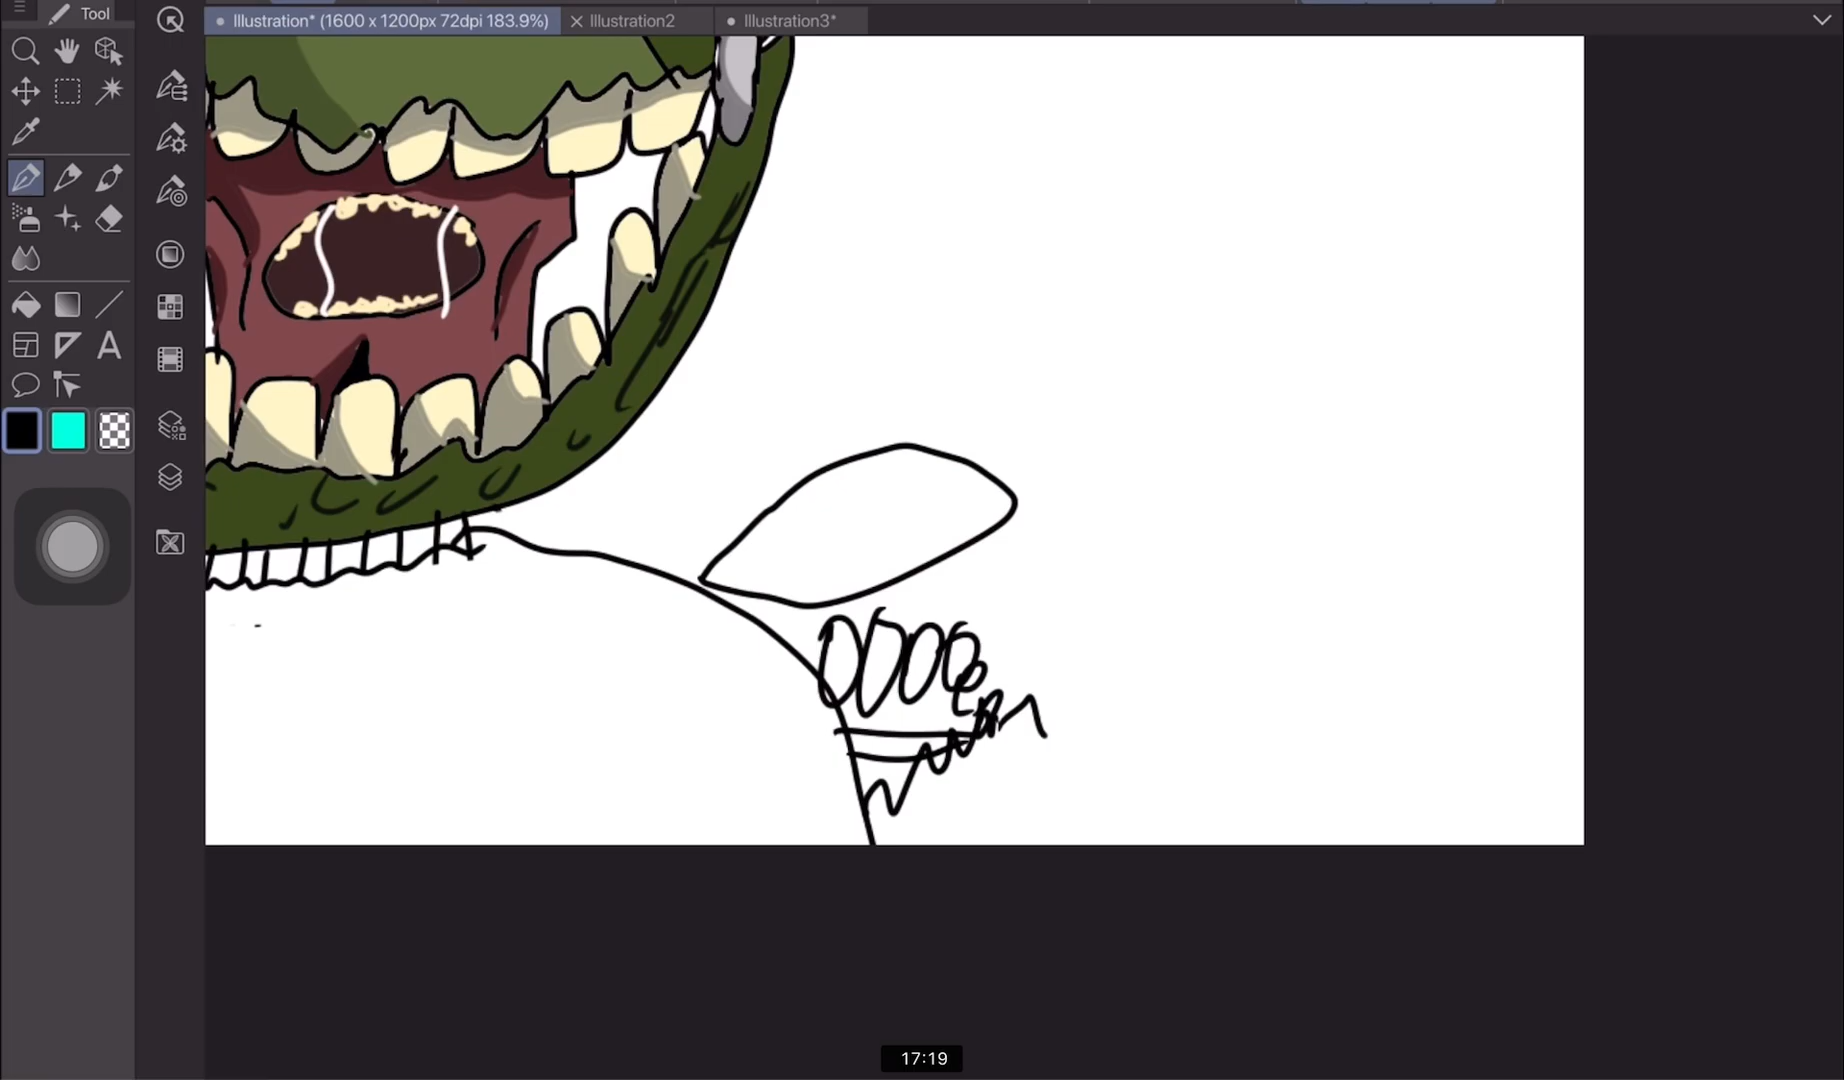 Tool
Illustration* (1600 x 1200px 72dpi 183.9%)
Illustration2
Illustration3*
A
17:19